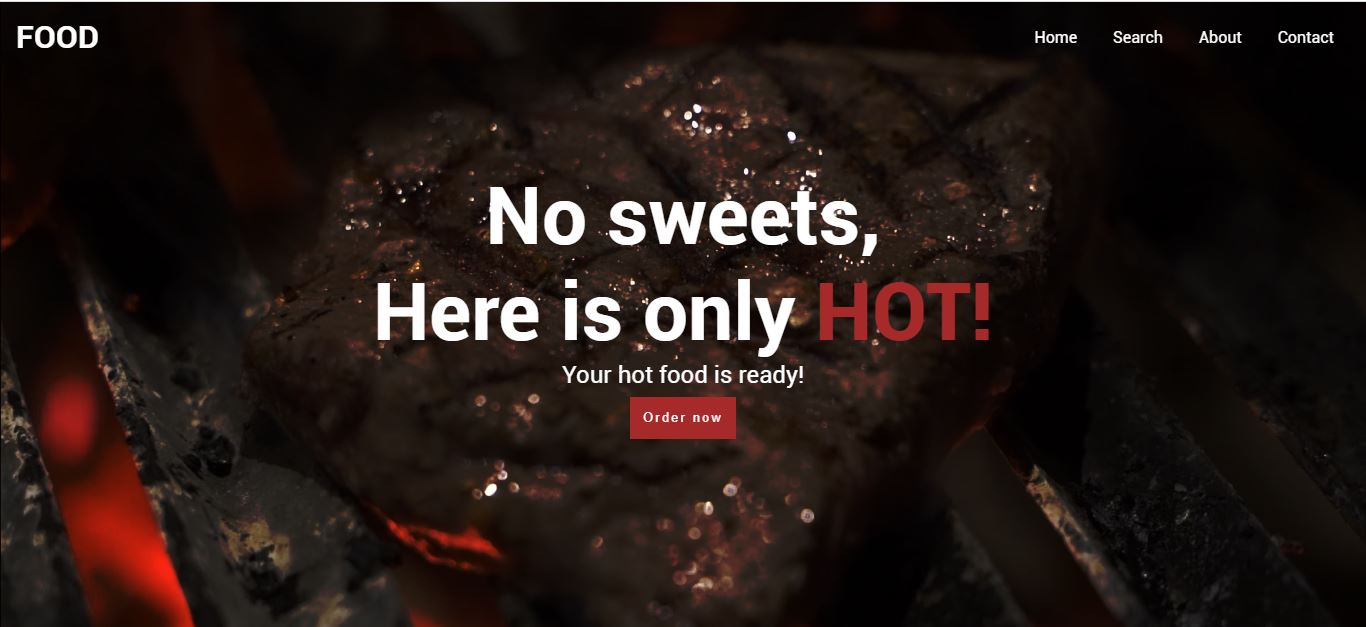 FOOD
Home Search About Contact
No sweets,
Here is only HOT!
Your hot food is ready!
Order now